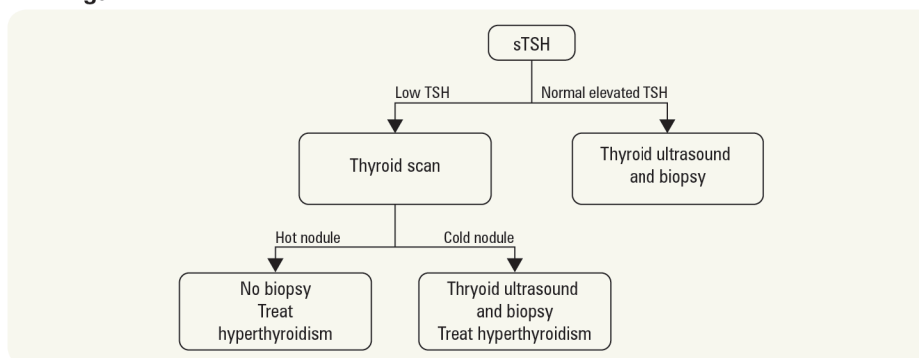 sTSH
Low TSH
Normal elevated TSH
Thyroid scan
Thyroid ultrasound
and biopsy
Hot nodule
Cold nodule
No biopsy
Treat
hyperthyroidism
Thryoid ultrasound
and biopsy
Treat hyperthyroidism